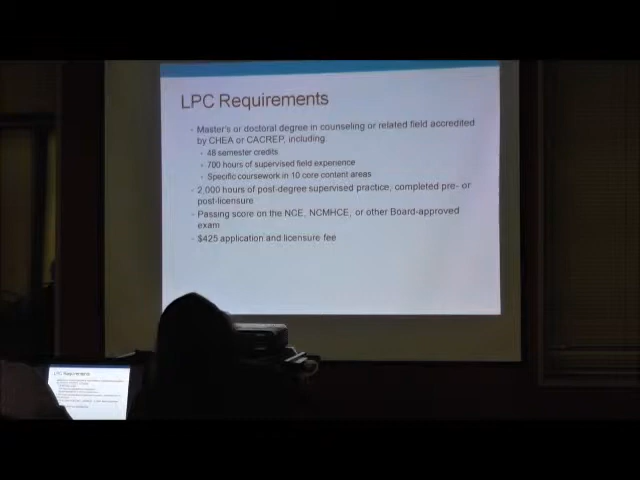 LPC Requirements
Master's or doctoral degree in counseling or related field accredited
by CHEA or CACREP, including:
48 semester credits
700 hours of supervised field experience
Specific coursework in 10 core content areas
2,000 hours of post-degree supervised practice, completed pre- or
post-licensure
Passing score on the NCE, NCMHCE, or other Board-approved
exam
$425 application and licensure fee
LPC Requirements